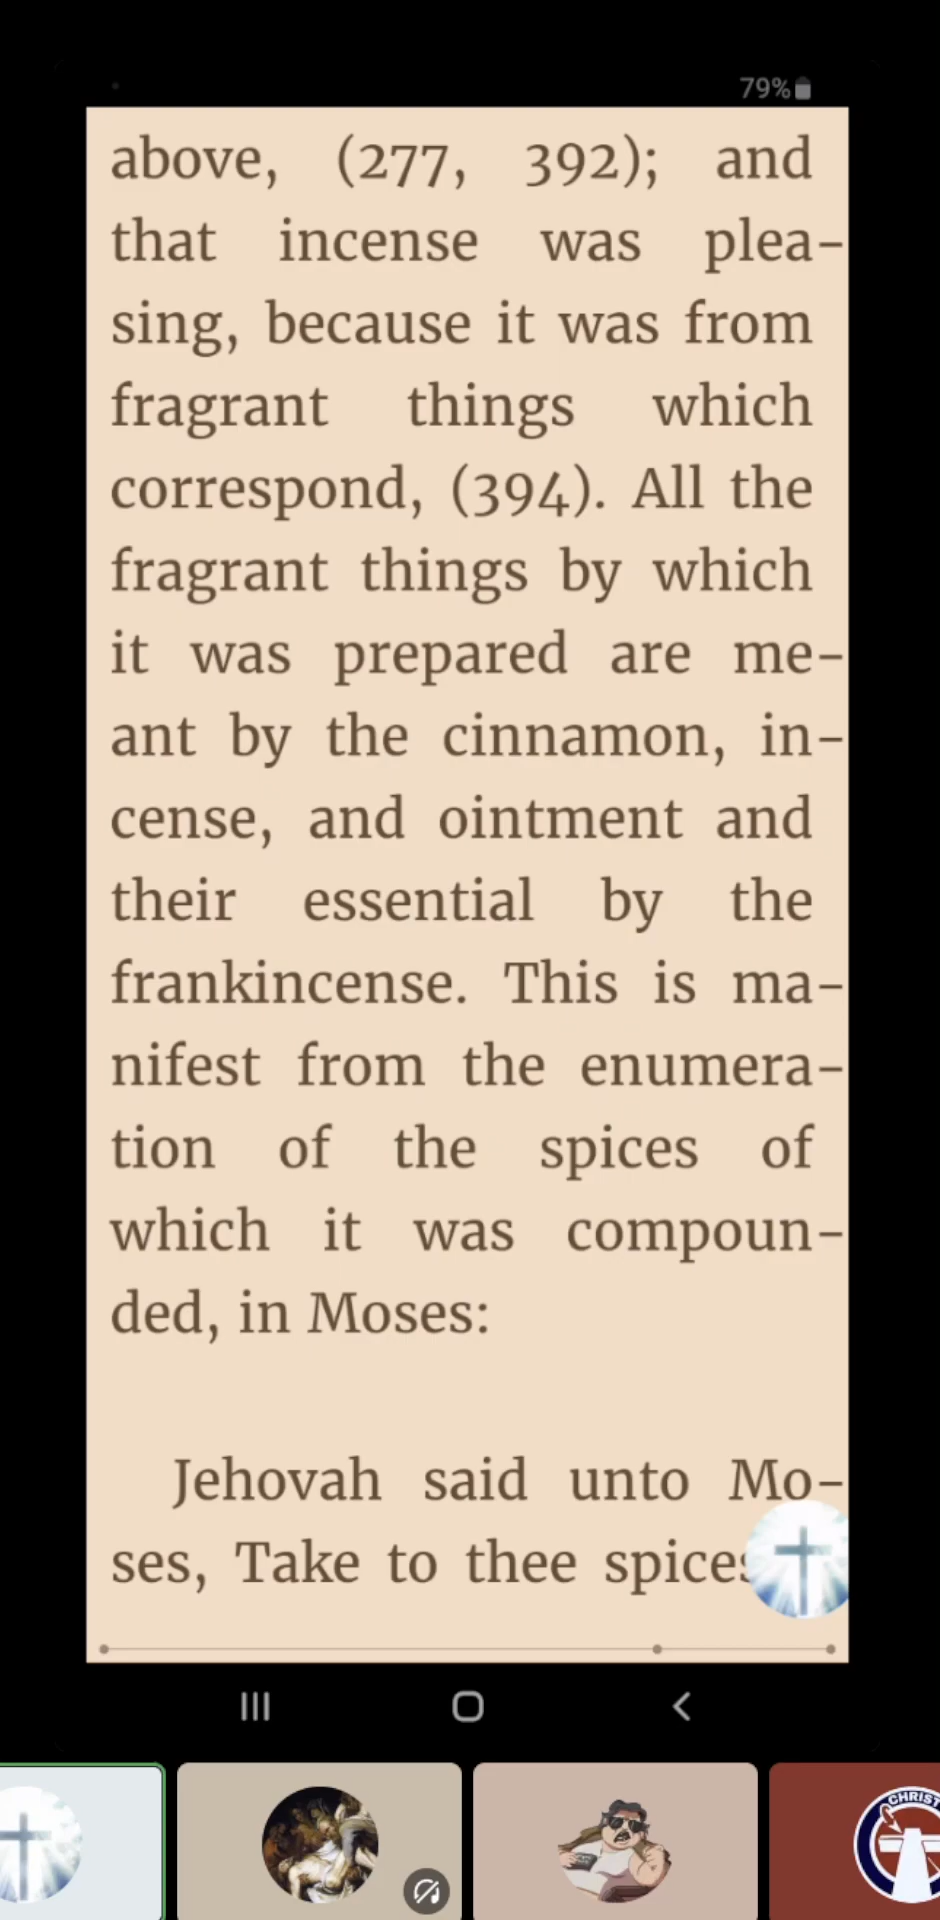 79%
above, (277, 392); and
that incense was plea-
sing, because it was from
fragrant things which
correspond, (394). All the
fragrant things by which
it was prepared are me-
ant by the cinnamon, in-
cense, and ointment and
their essential by the
frankincense. This is ma-
nifest from the enumera-
tion of the spices of
which it was compoun-
ded, in Moses:
Jehovah said unto Mo-
ses, Take to thee spices
CHRIST